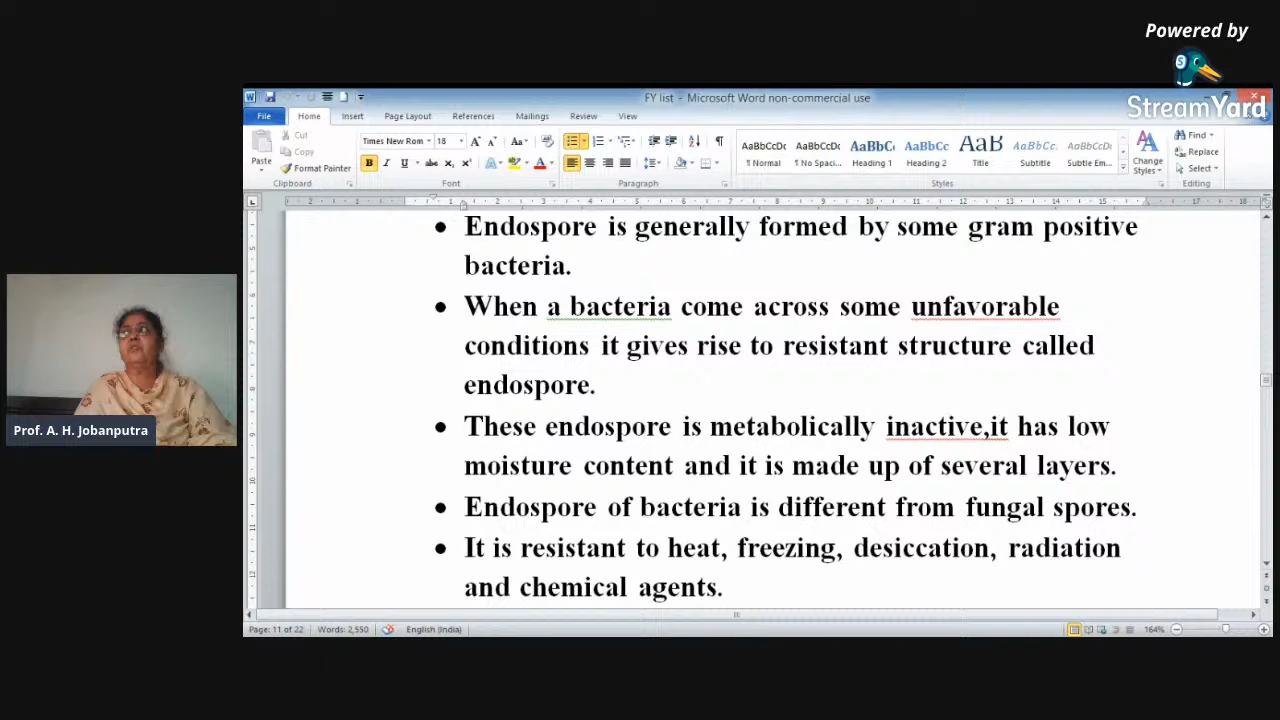 Powered by
StreamYard
FY list - Microsoft Word non-commercial use
File Home Insert Page Layout References Mailings Review View
Cut
Copy
Format Painter
Paste
Times New Rom 18
AaBbCcDc AaBbCcDc AaBbCc AaBbCc AaB AaBbCc. AaBbCcDc
¶ Normal ¶ No Spaci... Heading 1 Heading 2 Title Subtitle Subtle Em...
Change
Styles
Find
Replace
Select
Clipboard Font Paragraph Styles Editing
• Endospore is generally formed by some gram positive
bacteria.
• When a bacteria come across some unfavorable
conditions it gives rise to resistant structure called
endospore.
• These endospore is metabolically inactive,it has low
moisture content and it is made up of several layers.
• Endospore of bacteria is different from fungal spores.
• It is resistant to heat, freezing, desiccation, radiation
and chemical agents.
Prof. A. H. Jobanputra
Page: 11 of 22 Words: 2,550 English (India) 164%